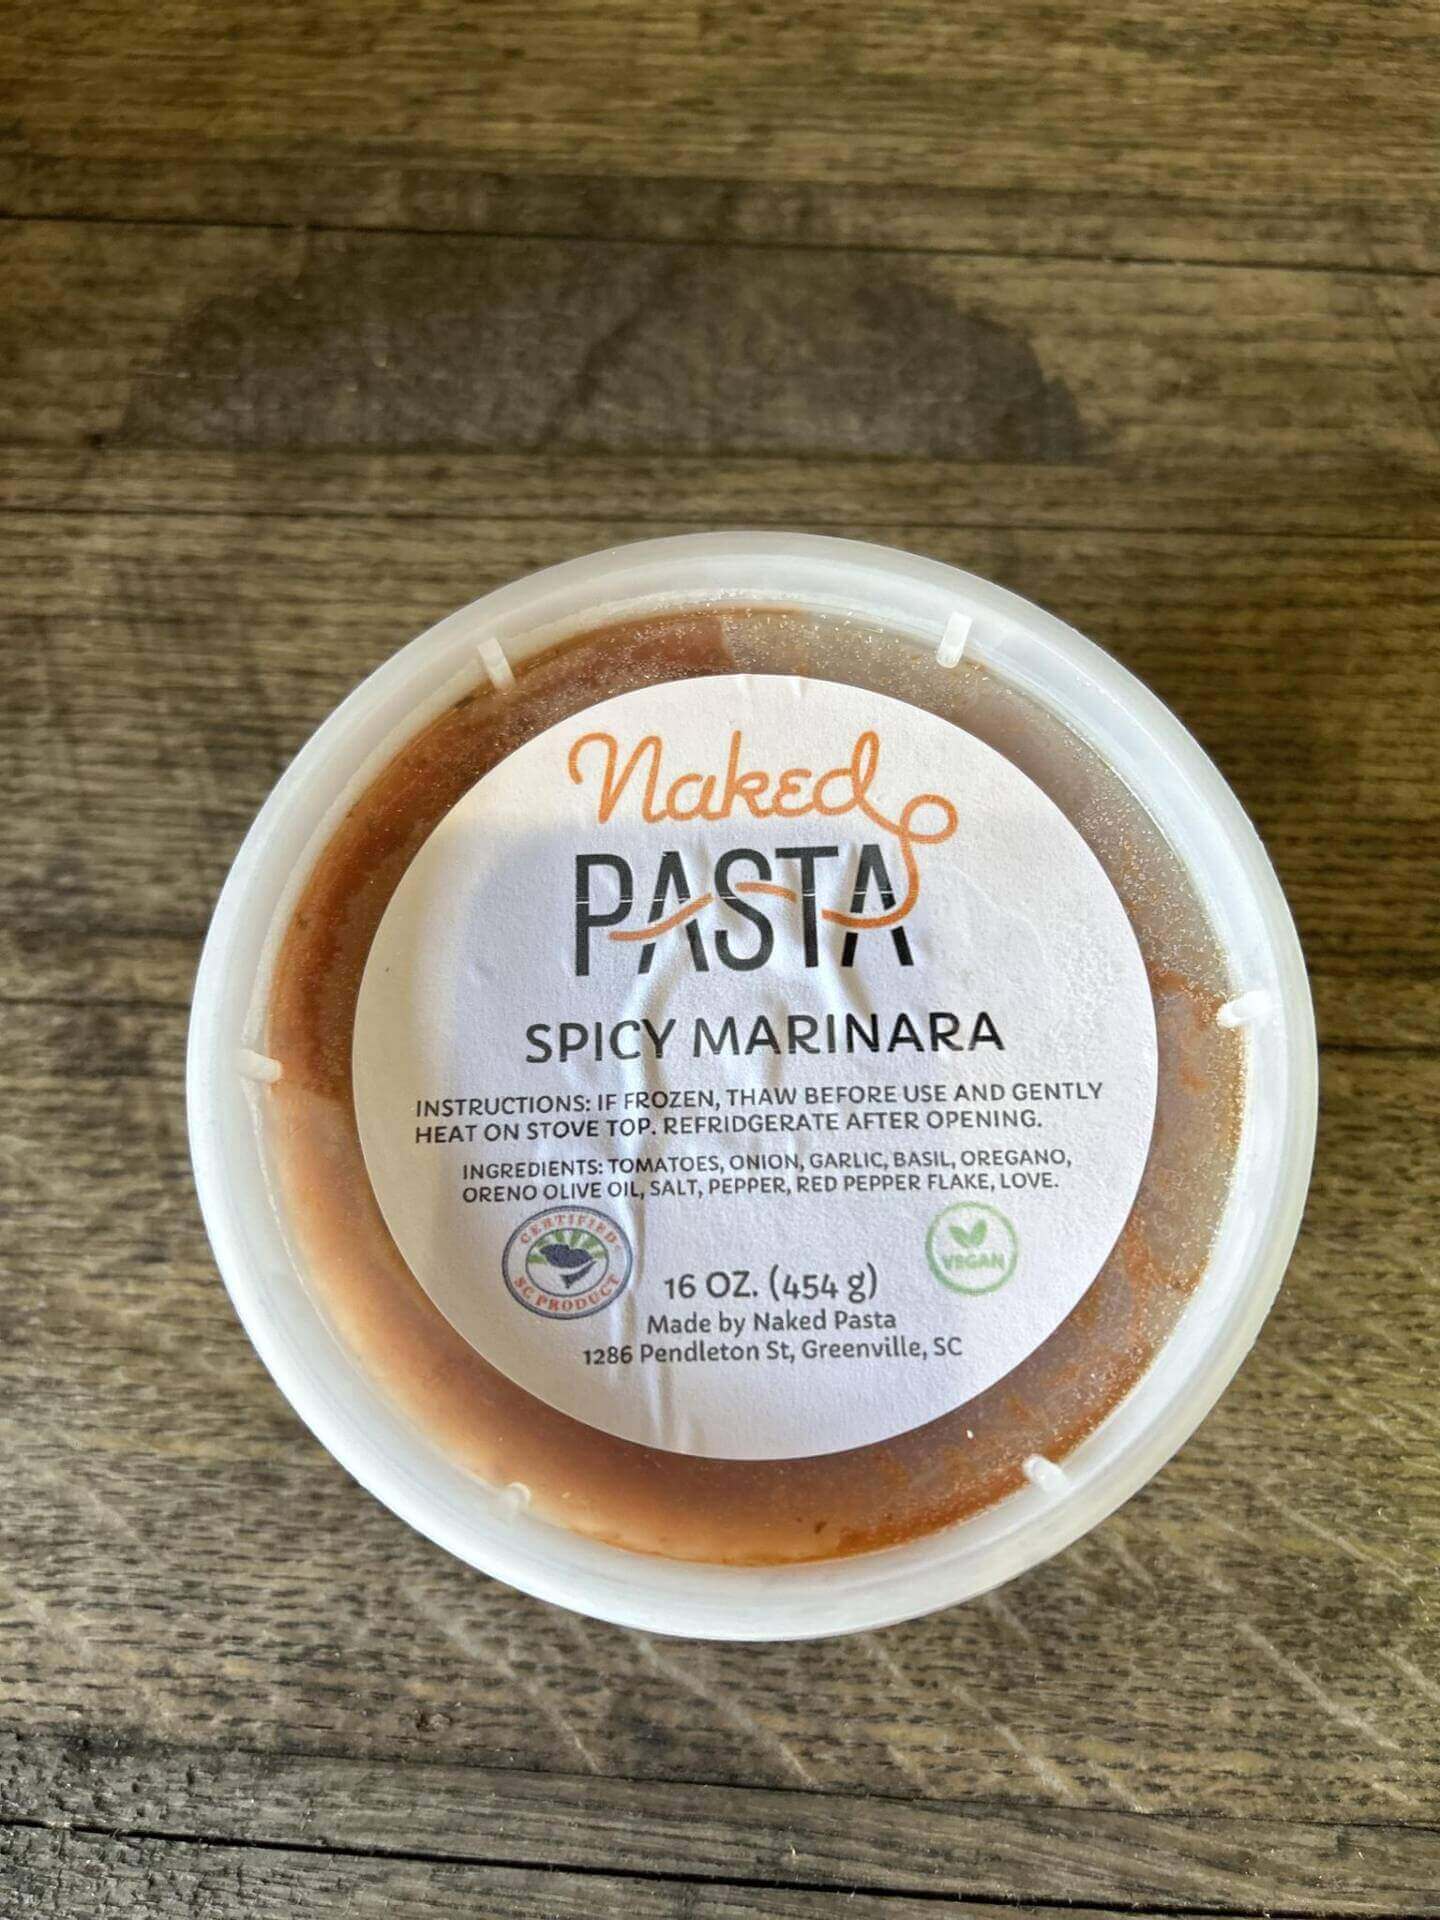 Naked
PASTA
SPICY MARINARA
INSTRUCTIONS: IF FROZEN, THAW BEFORE USE AND GENTLY
HEAT ON STOVE TOP. REFRIDGERATE AFTER OPENING.
INGREDIENTS: TOMATOES, ONION, GARLIC, BASIL, OREGANO,
ORENO OLIVE OIL, SALT, PEPPER, RED PEPPER FLAKE, LOVE.
CERTIFIED
SC PRODUCT
VEGAN
16 OZ. (454 g)
Made by Naked Pasta
1286 Pendleton St, Greenville, SC